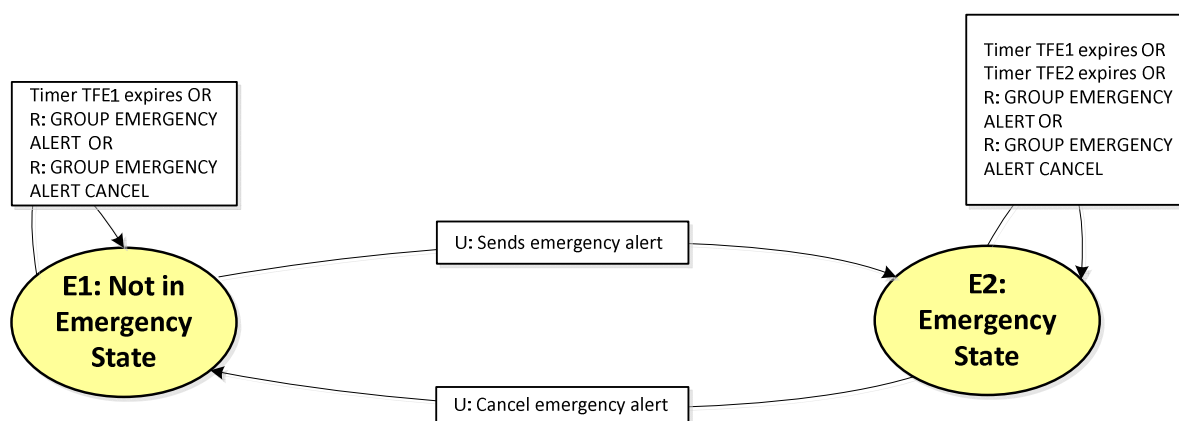 Timer TFE1 expires OR
Timer TFE2 expires OR
R: GROUP EMERGENCY
ALERT OR
R: GROUP EMERGENCY
ALERT CANCEL
Timer TFE1 expires OR
R: GROUP EMERGENCY
ALERT OR
R: GROUP EMERGENCY
ALERT CANCEL
U: Sends emergency alert
E1: Not in
Emergency
State
E2:
Emergency
State
U: Cancel emergency alert